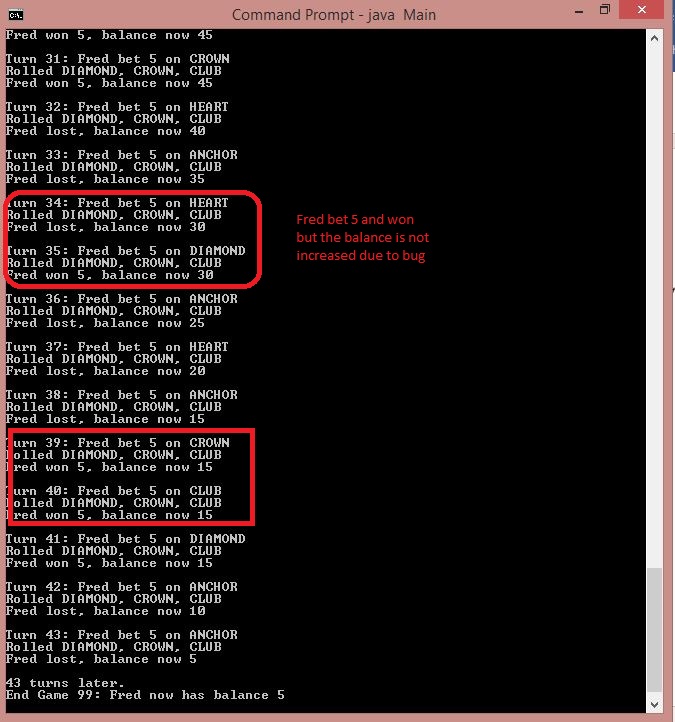 Command Prompt - java Main
Fred won 5, balance now 45
Turn 31: Fred bet 5 on CROWN
Rolled DIAMOND, CROWN, CLUB
Fred won 5, balance now 45
Turn 32: Fred bet 5 on HEART
Rolled DIAMOND, CROWN, CLUB
Fred lost, balance now 40
Turn 33: Fred bet 5 on ANCHOR
Rolled DIAMOND, CROWN, CLUB
Fred lost, balance now 35
Turn 34: Fred bet 5 on HEART
Rolled DIAMOND, CROWN, CLUB
Fred lost, balance now 30
Turn 35: Fred bet 5 on DIAMOND
Rolled DIAMOND, CROWN, CLUB
Fred won 5, balance now 30
Fred bet 5 and won
but the balance is not
increased due to bug
Turn 36: Fred bet 5 on ANCHOR
Rolled DIAMOND, CROWN, CLUB
Fred lost, balance now 25
Turn 37: Fred bet 5 on HEART
Rolled DIAMOND, CROWN, CLUB
Fred lost, balance now 20
Turn 38: Fred bet 5 on ANCHOR
Rolled DIAMOND, CROWN, CLUB
Fred lost, balance now 15
Turn 39: Fred bet 5 on CROWN
Rolled DIAMOND, CROWN, CLUB
Fred won 5, balance now 15
Turn 40: Fred bet 5 on CLUB
Rolled DIAMOND, CROWN, CLUB
Fred won 5, balance now 15
Turn 41: Fred bet 5 on DIAMOND
Rolled DIAMOND, CROWN, CLUB
Fred won 5, balance now 15
Turn 42: Fred bet 5 on ANCHOR
Rolled DIAMOND, CROWN, CLUB
Fred lost, balance now 10
Turn 43: Fred bet 5 on ANCHOR
Rolled DIAMOND, CROWN, CLUB
Fred lost, balance now 5
43 turns later.
End Game 99: Fred now has balance 5